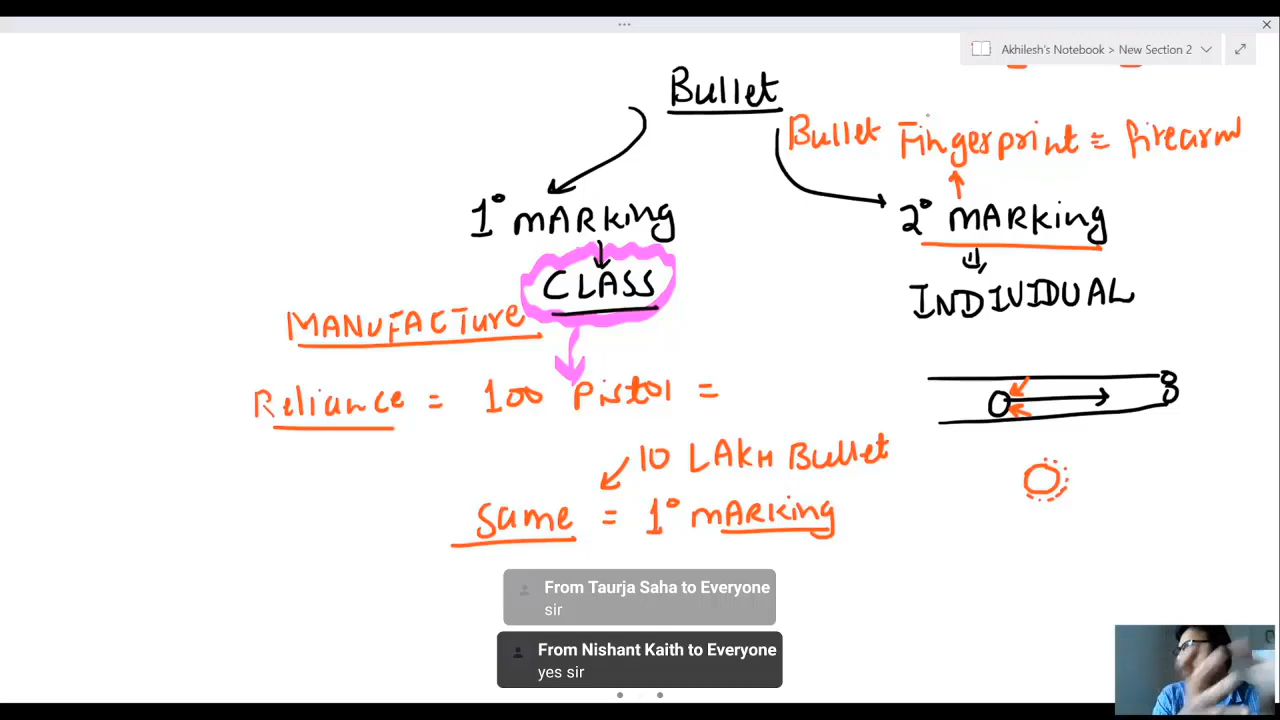 Akhilesh's Notebook > New Section 2
Bullet
Bullet Fingerprint = firearm
1° mARking
2° mARking
CLASS
INDIVIDUAL
MANUFACTure
Reliance = 100 Pistol =
10 LAKH Bullet
Same = 1° mARking
From Taurja Saha to Everyone
sir
From Nishant Kaith to Everyone
yes sir